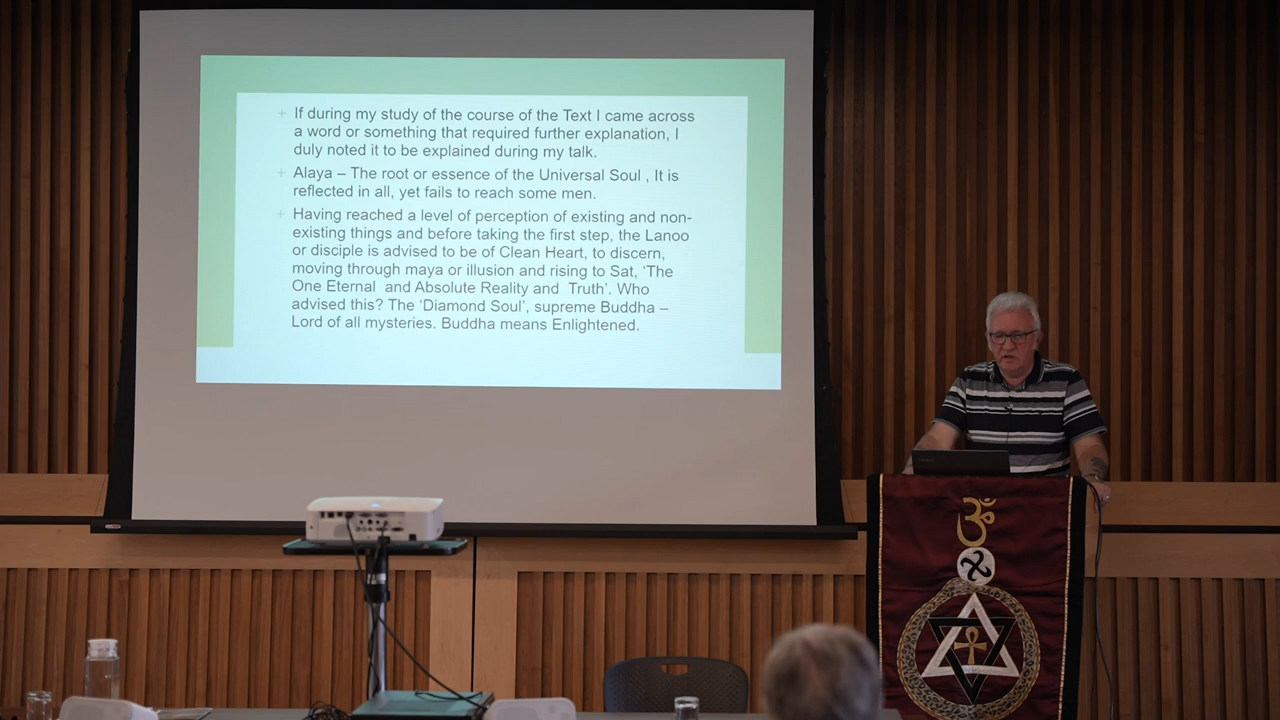 + If during my study of the course of the Text I came across
a word or something that required further explanation, I
duly noted it to be explained during my talk.
+ Alaya – The root or essence of the Universal Soul , It is
reflected in all, yet fails to reach some men.
+ Having reached a level of perception of existing and non-
existing things and before taking the first step, the Lanoo
or disciple is advised to be of Clean Heart, to discern,
moving through maya or illusion and rising to Sat, ‘The
One Eternal and Absolute Reality and Truth’. Who
advised this? The ‘Diamond Soul’, supreme Buddha –
Lord of all mysteries. Buddha means Enlightened.
ॐ